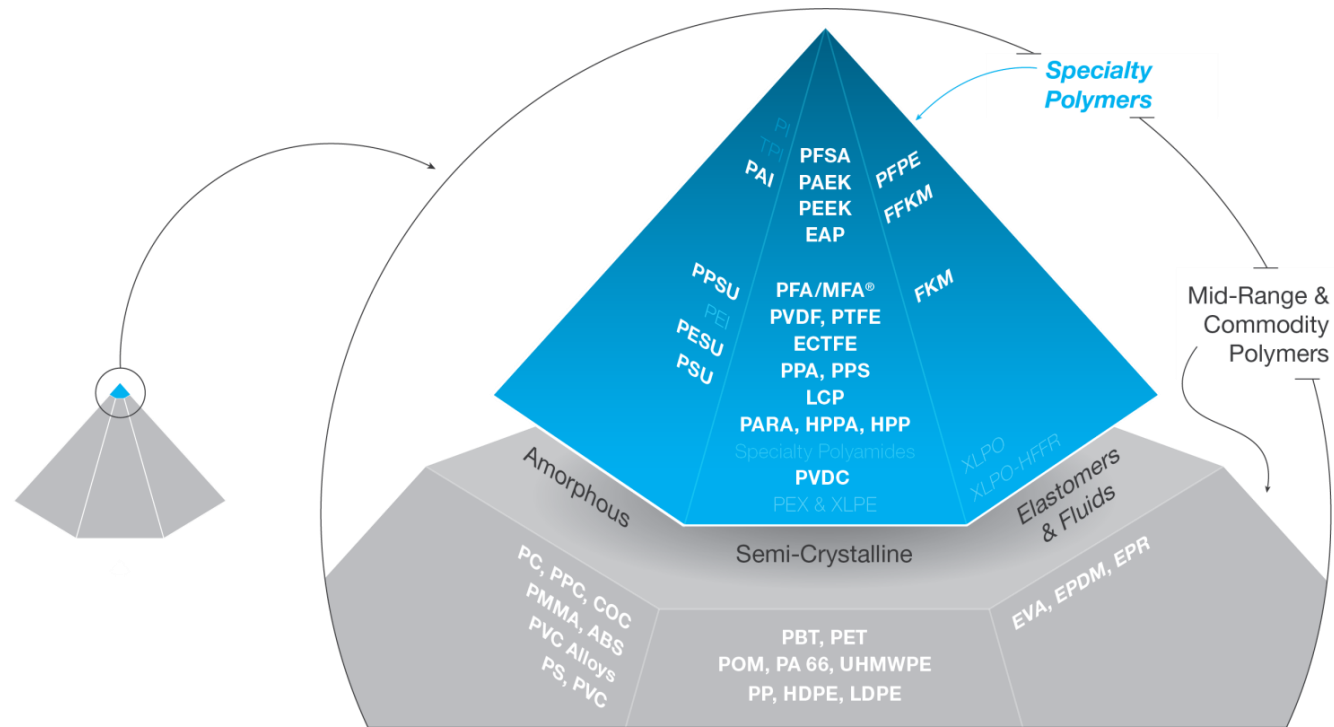 Specialty
Polymers
PI
TPI
PAI
PPSU
PEI
PESU
PSU
PFSA
PAEK
PEEK
EAP
PFA/MFA®
PVDF, PTFE
ECTFE
PPA, PPS
LCP
PARA, HPPA, HPP
Specialty Polyamides
PVDC
PEX & XLPE
PFPE
FFKM
FKM
XLPO
XLPO-HFFR
Mid-Range &
Commodity
Polymers
Amorphous
Semi-Crystalline
Elastomers
& Fluids
PC, PPC, COC
PMMA, ABS
PVC Alloys
PS, PVC
PBT, PET
POM, PA 66, UHMWPE
PP, HDPE, LDPE
EVA, EPDM, EPR